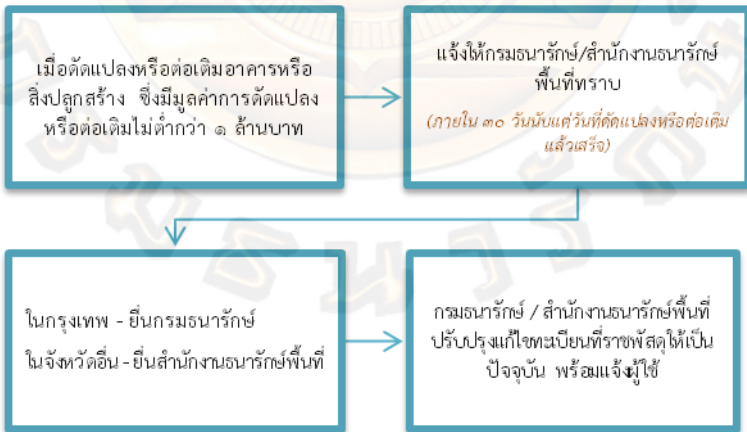 เมื่อดัดแปลงหรือต่อเติมอาคารหรือ
สิ่งปลูกสร้าง ซึ่งมีมูลค่าการดัดแปลง
หรือต่อเติมไม่ต่ำกว่า ๑ ล้านบาท
แจ้งให้กรมธนารักษ์/สำนักงานธนารักษ์
พื้นที่ทราบ
(ภายใน ๓๐ วันนับแต่วันที่ดัดแปลงหรือต่อเติม
แล้วเสร็จ)
ในกรุงเทพ - ยื่นกรมธนารักษ์
ในจังหวัดอื่น - ยื่นสำนักงานธนารักษ์พื้นที่
กรมธนารักษ์ / สำนักงานธนารักษ์พื้นที่
ปรับปรุงแก้ไขทะเบียนที่ราชพัสดุให้เป็น
ปัจจุบัน พร้อมแจ้งผู้ใช้